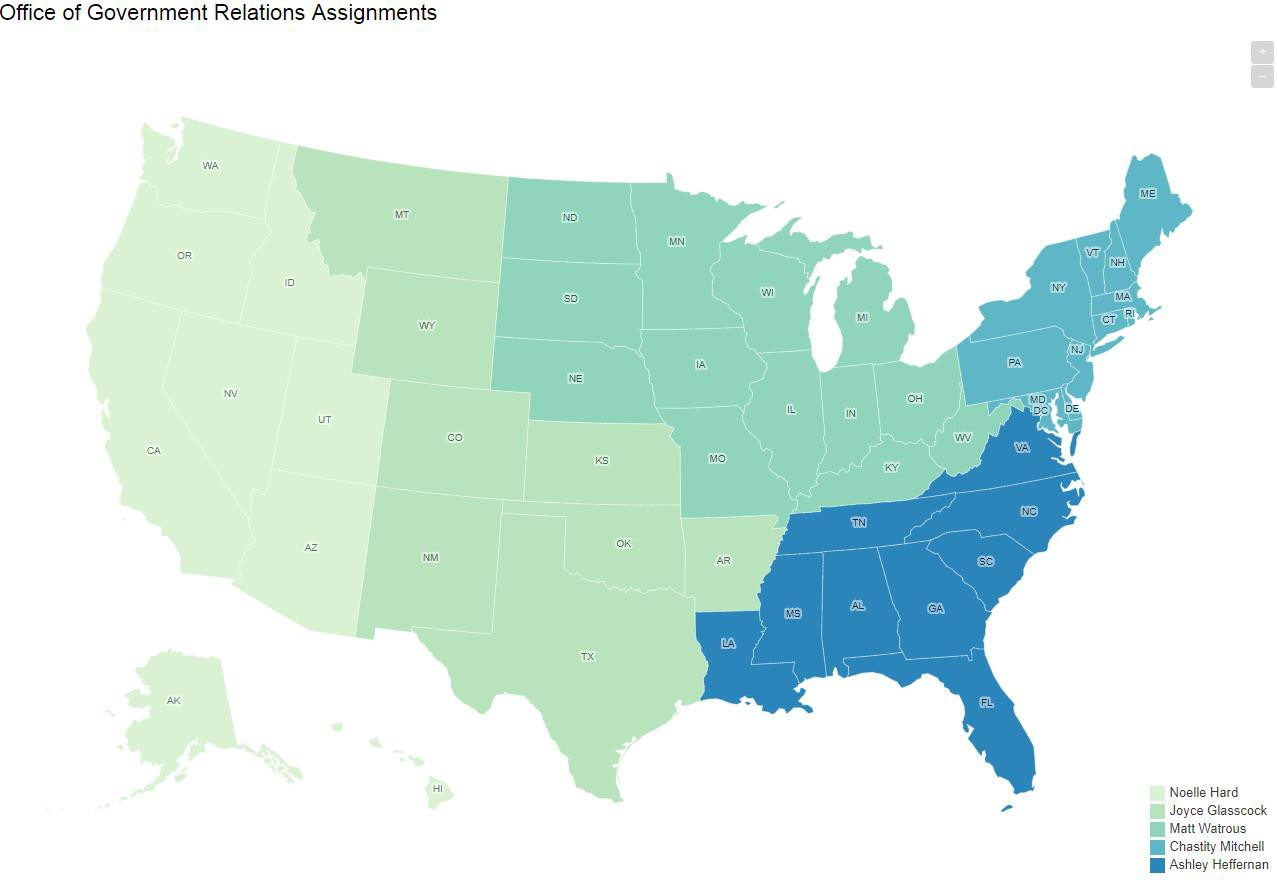 Office of Government Relations Assignments
+
−
WA
MT
ND
MN
ME
OR
ID
SD
WI
MI
VT
NH
NY
MA
CT
RI
WY
NE
IA
PA
NJ
NV
UT
CO
KS
IL
IN
OH
MD
DC
DE
WV
VA
CA
MO
KY
AZ
NM
OK
AR
TN
NC
SC
MS
AL
GA
LA
TX
FL
AK
HI
Noelle Hard
Joyce Glasscock
Matt Watrous
Chastity Mitchell
Ashley Heffernan